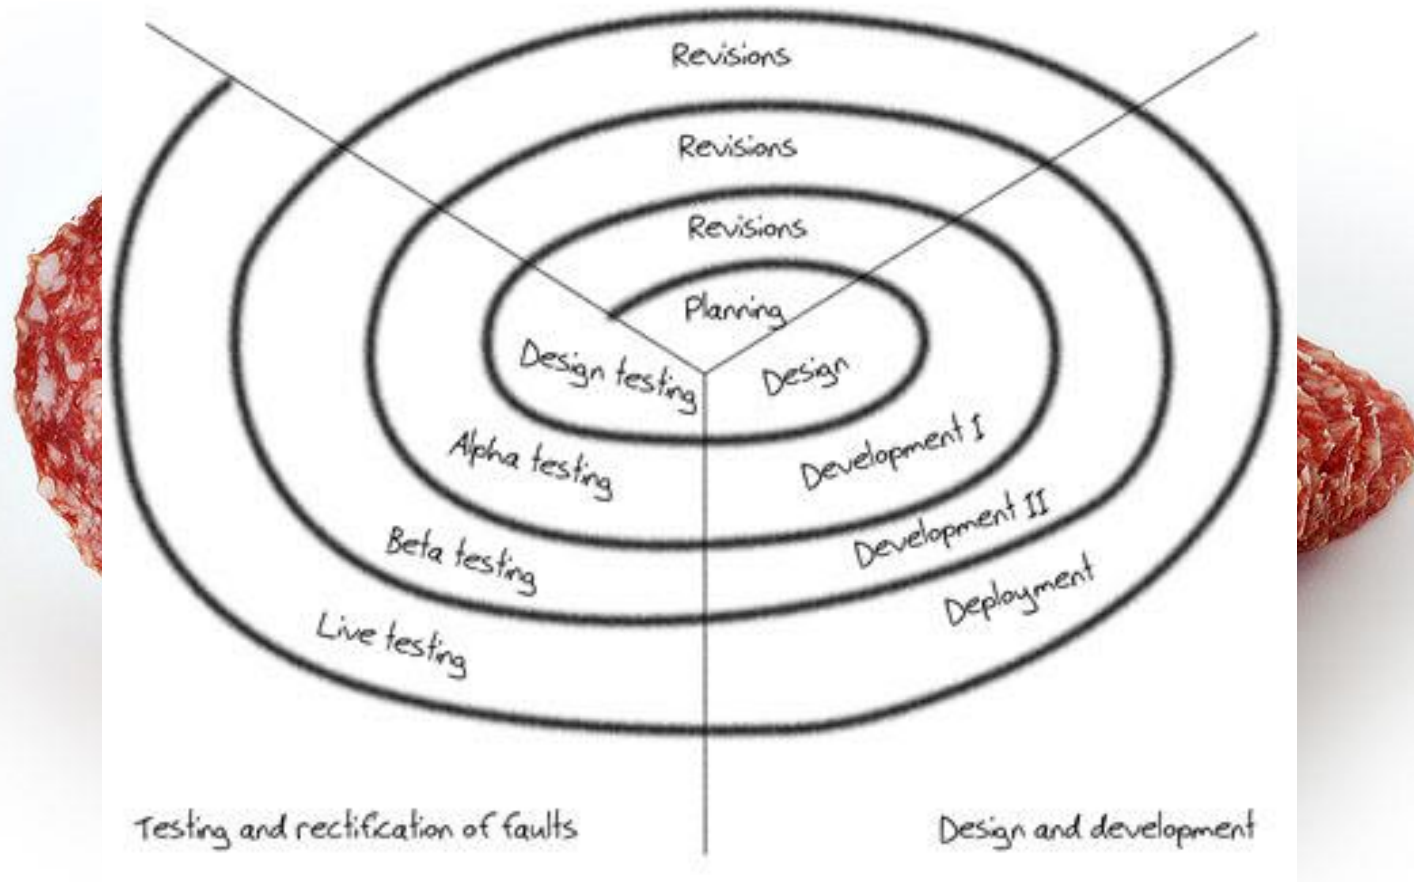 Revisions
Revisions
Revisions
Planning
Design testing
Design
Alpha testing
Development I
Beta testing
Development II
Live testing
Deployment
Testing and rectification of faults
Design and development